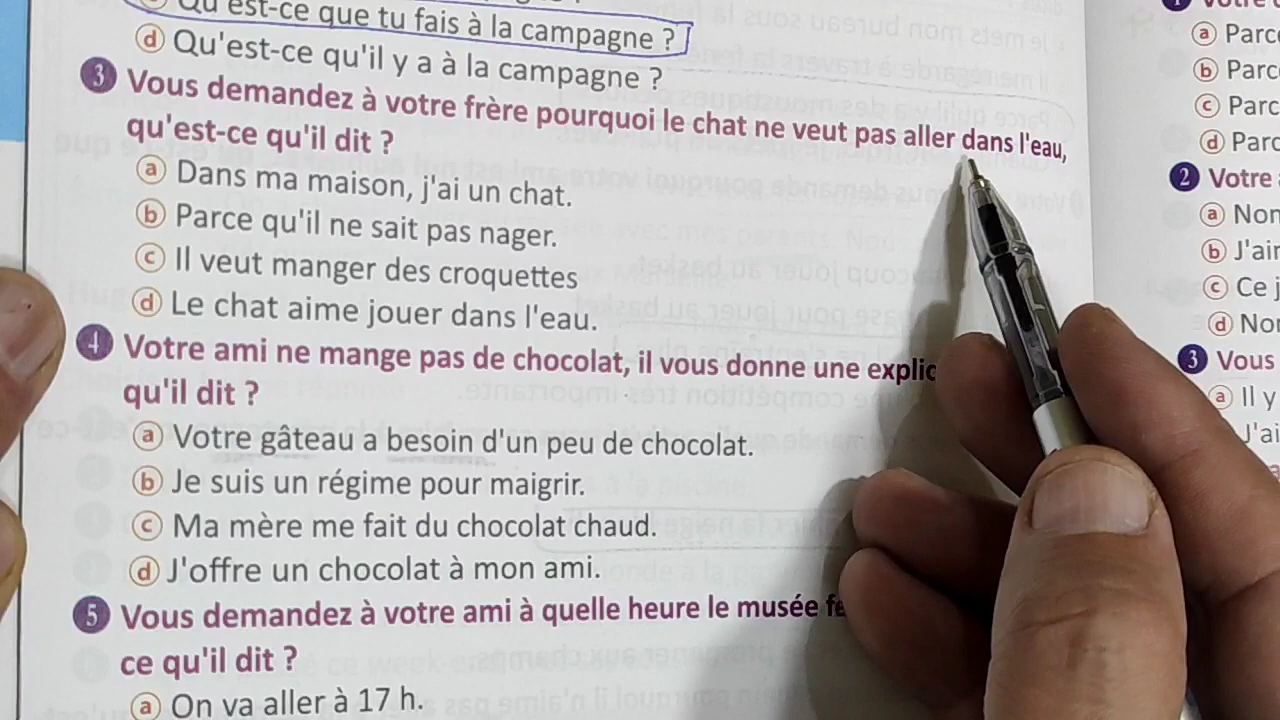 Qu'est-ce que tu fais à la campagne ?
d Qu'est-ce qu'il y a à la campagne ?
3 Vous demandez à votre frère pourquoi le chat ne veut pas aller dans l'eau,
qu'est-ce qu'il dit ?
a Dans ma maison, j'ai un chat.
b Parce qu'il ne sait pas nager.
c Il veut manger des croquettes
d Le chat aime jouer dans l'eau.
4 Votre ami ne mange pas de chocolat, il vous donne une explic
qu'il dit ?
a Votre gâteau a besoin d'un peu de chocolat.
b Je suis un régime pour maigrir.
c Ma mère me fait du chocolat chaud.
d J'offre un chocolat à mon ami.
5 Vous demandez à votre ami à quelle heure le musée fe
ce qu'il dit ?
a On va aller à 17 h.
a Parc
b Parc
c Parc
d Parc
2 Votre
a Non
b J'air
c Ce j
d Non
3 Vous
a Il y
J'ai